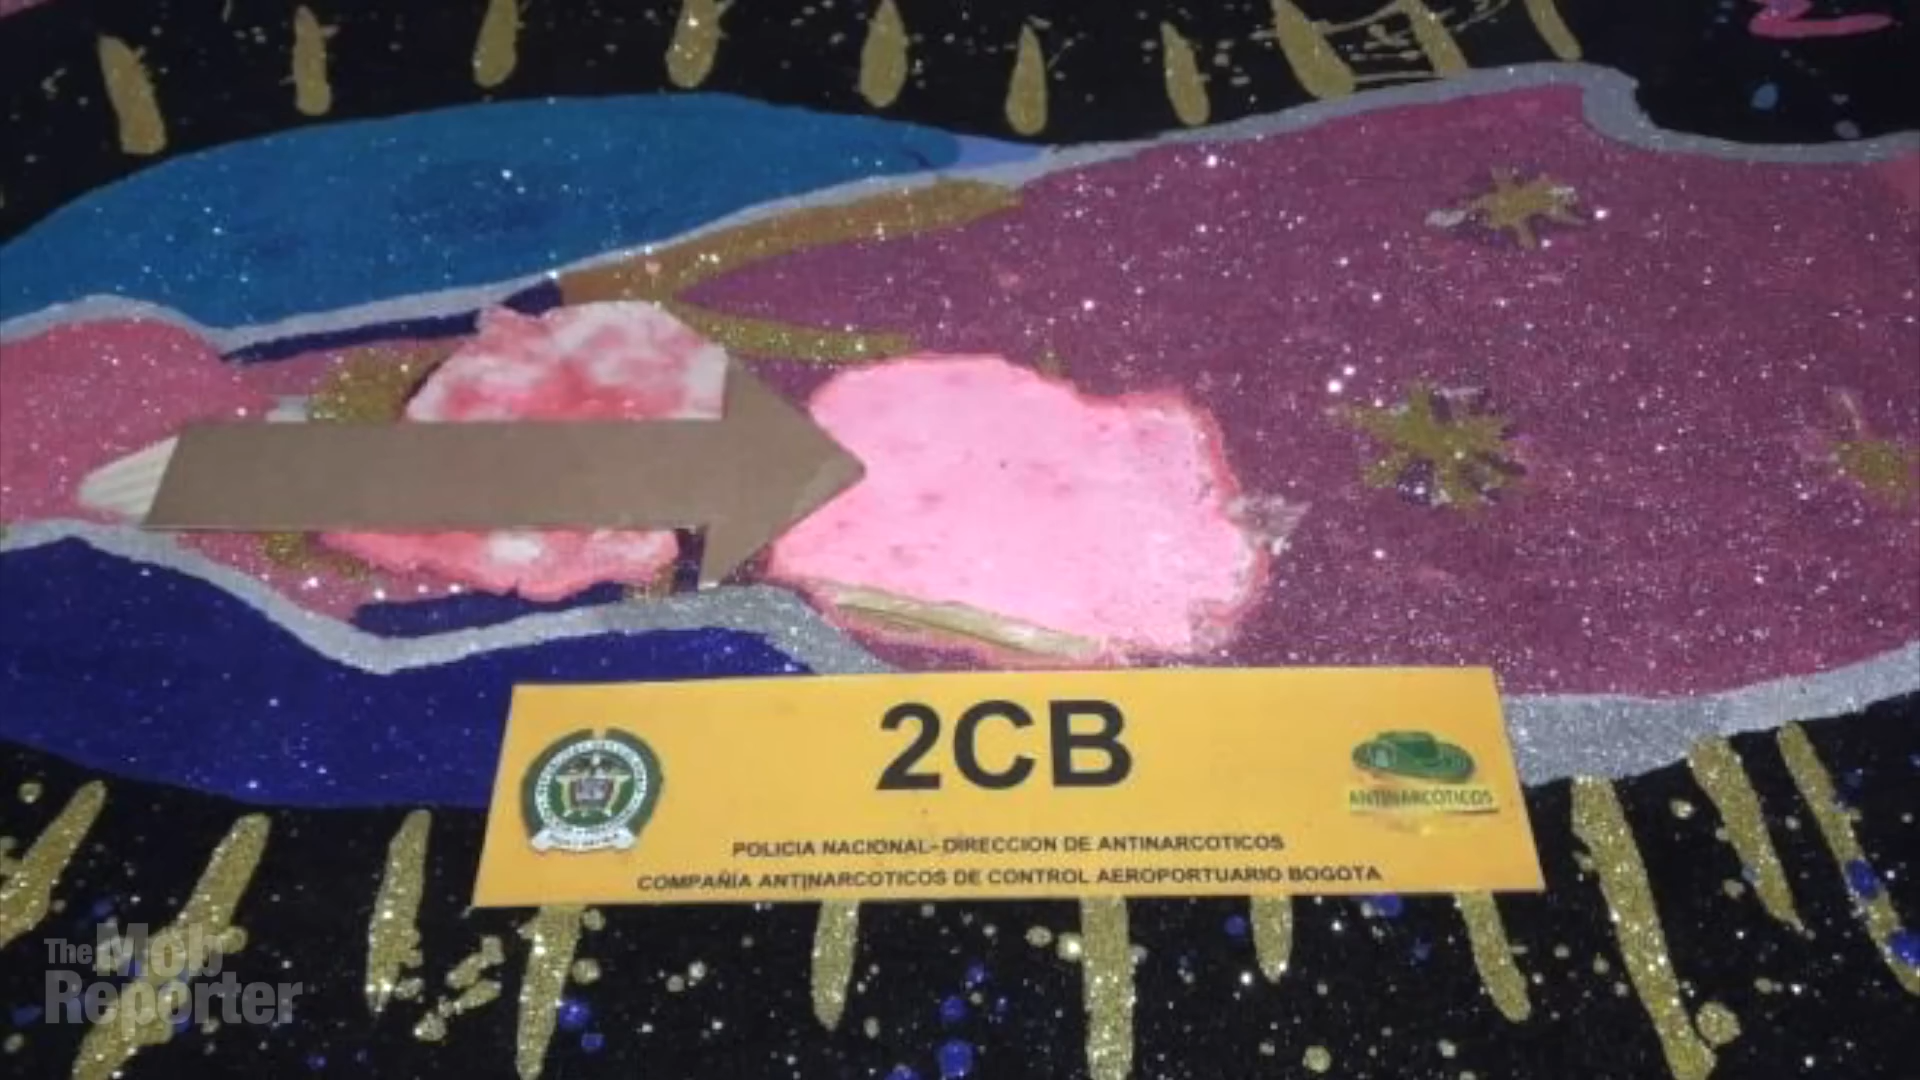 2CB
ANTINARCOTICOS
POLICIA NACIONAL-DIRECCION DE ANTINARCOTICOS
COMPAÑIA ANTINARCOTICOS DE CONTROL AEROPORTUARIO BOGOTA
The Mob
Reporter